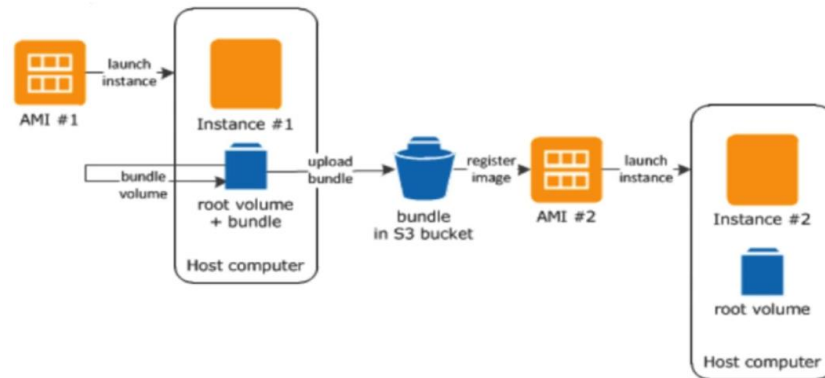 launch
instance
AMI #1
Instance #1
bundle
volume
root volume
+ bundle
Host computer
upload
bundle
bundle
in S3 bucket
register
image
AMI #2
launch
instance
Instance #2
root volume
Host computer